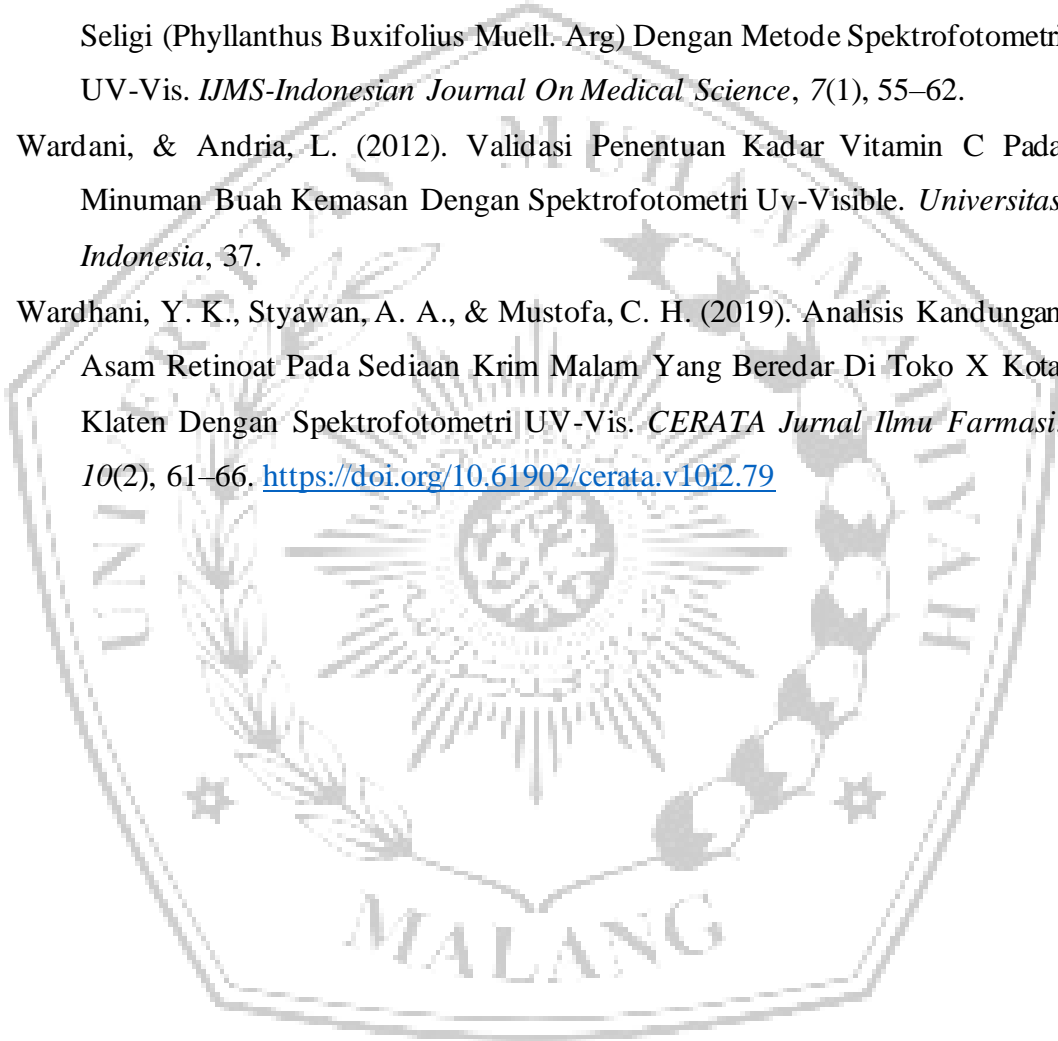 Seligi (Phyllanthus Buxifolius Muell. Arg) Dengan Metode Spektrofotometri
UV-Vis. IJMS-Indonesian Journal On Medical Science, 7(1), 55–62.
Wardani, & Andria, L. (2012). Validasi Penentuan Kadar Vitamin C Pada
Minuman Buah Kemasan Dengan Spektrofotometri Uv-Visible. Universitas
Indonesia, 37.
Wardhani, Y. K., Styawan, A. A., & Mustofa, C. H. (2019). Analisis Kandungan
Asam Retinoat Pada Sediaan Krim Malam Yang Beredar Di Toko X Kota
Klaten Dengan Spektrofotometri UV-Vis. CERATA Jurnal Ilmu Farmasi.
10(2), 61–66. https://doi.org/10.61902/cerata.v10i2.79
UNIVERSITAS MUHAMMADIYAH
MALANG